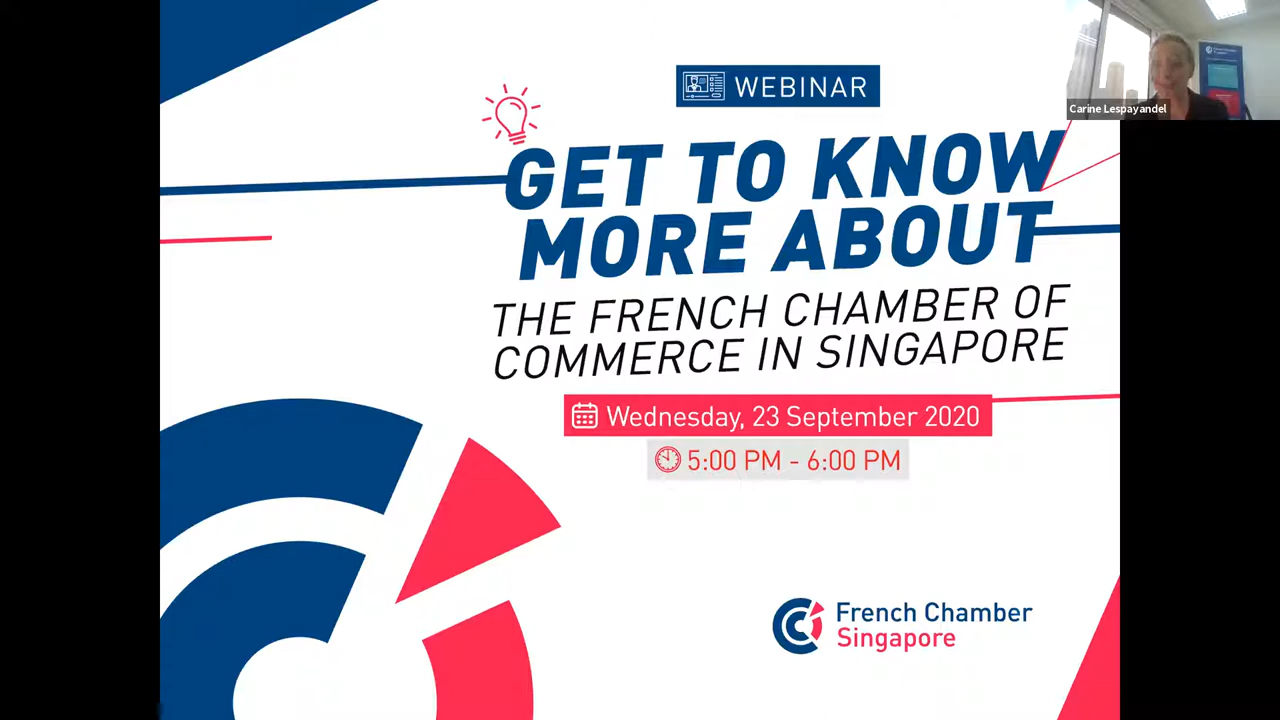 WEBINAR
GET TO KNOW
MORE ABOUT
THE FRENCH CHAMBER OF
COMMERCE IN SINGAPORE
Wednesday, 23 September 2020
5:00 PM - 6:00 PM
French Chamber
Singapore
Carine Lespayandel